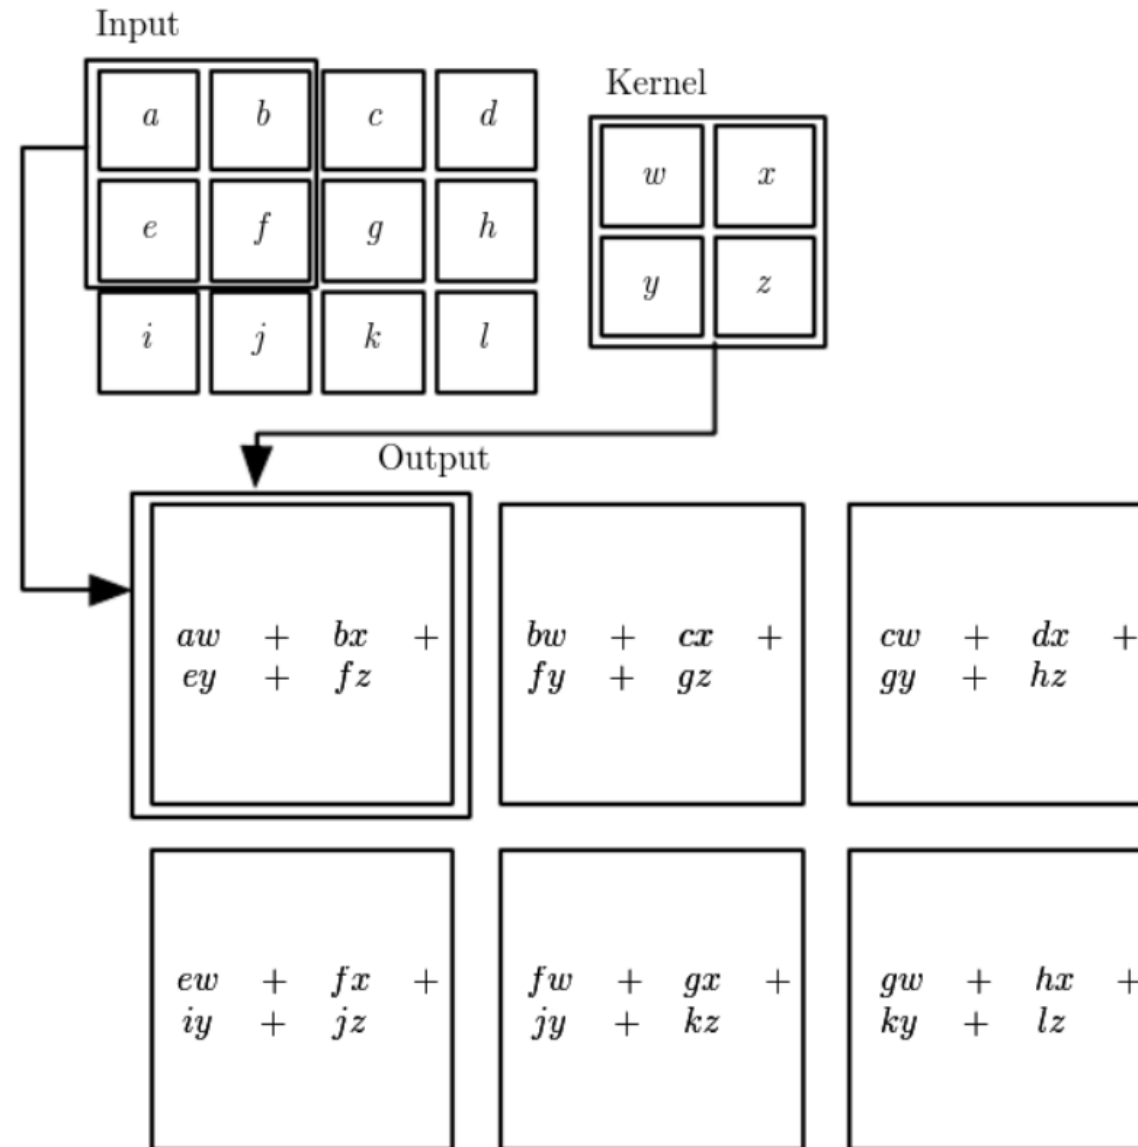 Input
Kernel
a b c d
w x
e f g h
y z
i j k l
Output
aw + bx +
ey + fz
bw + cx +
fy + gz
cw + dx +
gy + hz
ew + fx +
iy + jz
fw + gx +
jy + kz
gw + hx +
ky + lz